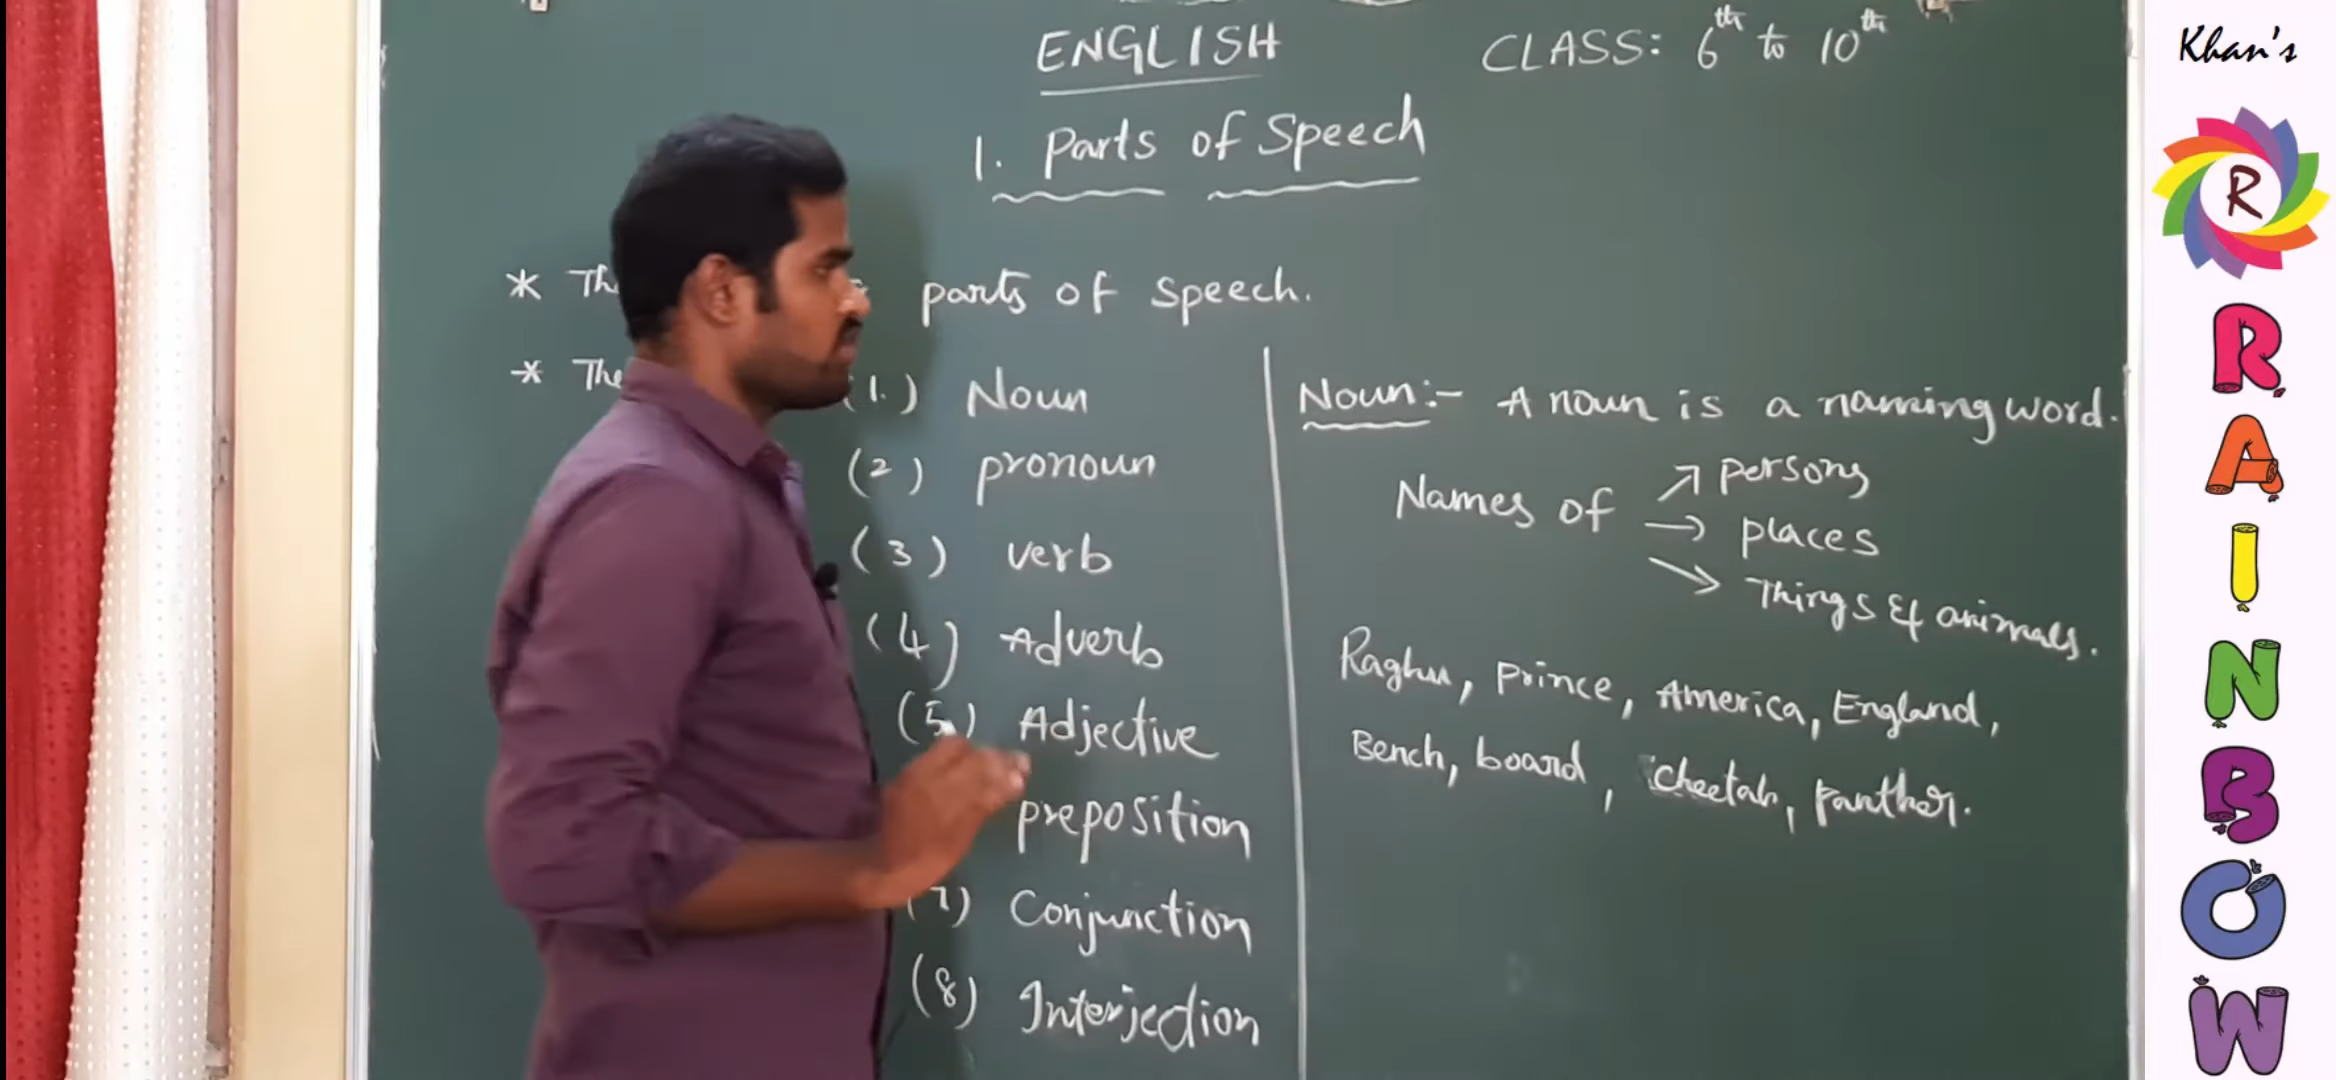 ENGLISH
CLASS: 6th to 10th
1. Parts of Speech
* parts of speech.
*
(1.) Noun
(2) pronoun
(3) verb
(4) Adverb
(5) Adjective
preposition
(7) Conjunction
(8) Interjection
Noun:- A noun is a naming word.
Names of → persons
→ places
→ Things & animals.
Raghu, Prince, America, England,
Bench, board, cheetah, Panther.
Khan's
R
RAINBOW